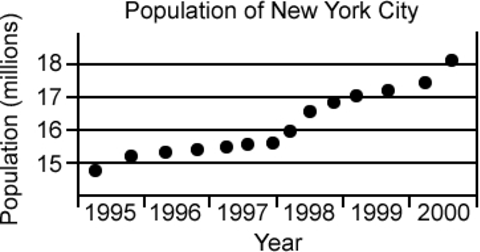 Population of New York City
Population (millions)
18
17
16
15
1995 1996 1997 1998 1999 2000
Year